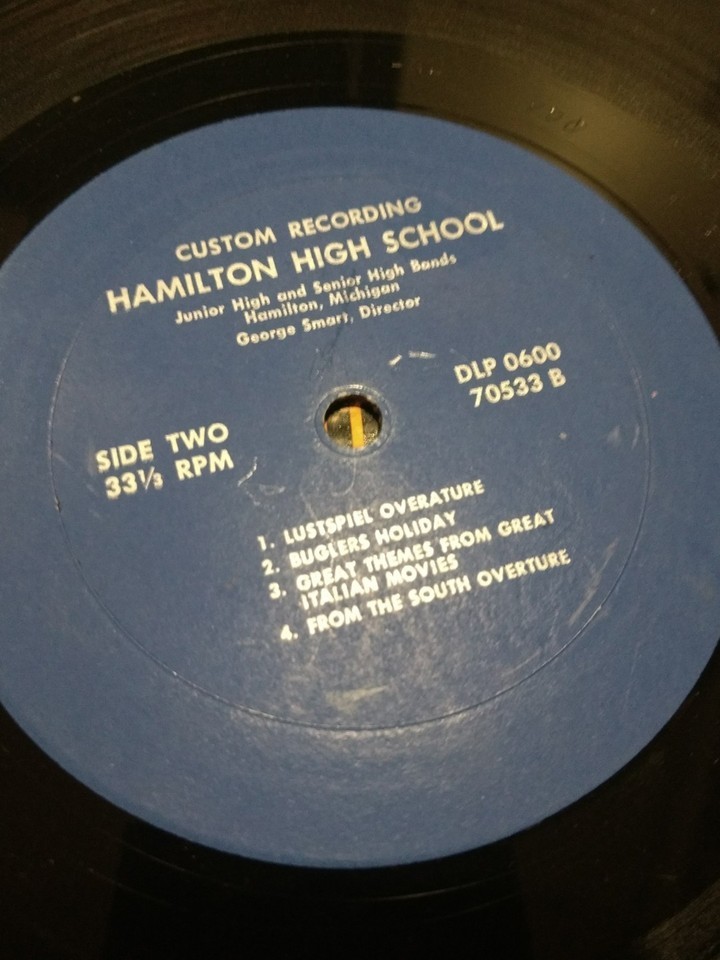 CUSTOM RECORDING
HAMILTON HIGH SCHOOL
Junior High and Senior High Bands
Hamilton, Michigan
George Smart, Director
DLP 0600
70533 B
SIDE TWO
33⅓ RPM
1. LUSTSPIEL OVERATURE
2. BUGLERS HOLIDAY
3. GREAT THEMES FROM GREAT
ITALIAN MOVIES
4. FROM THE SOUTH OVERTURE